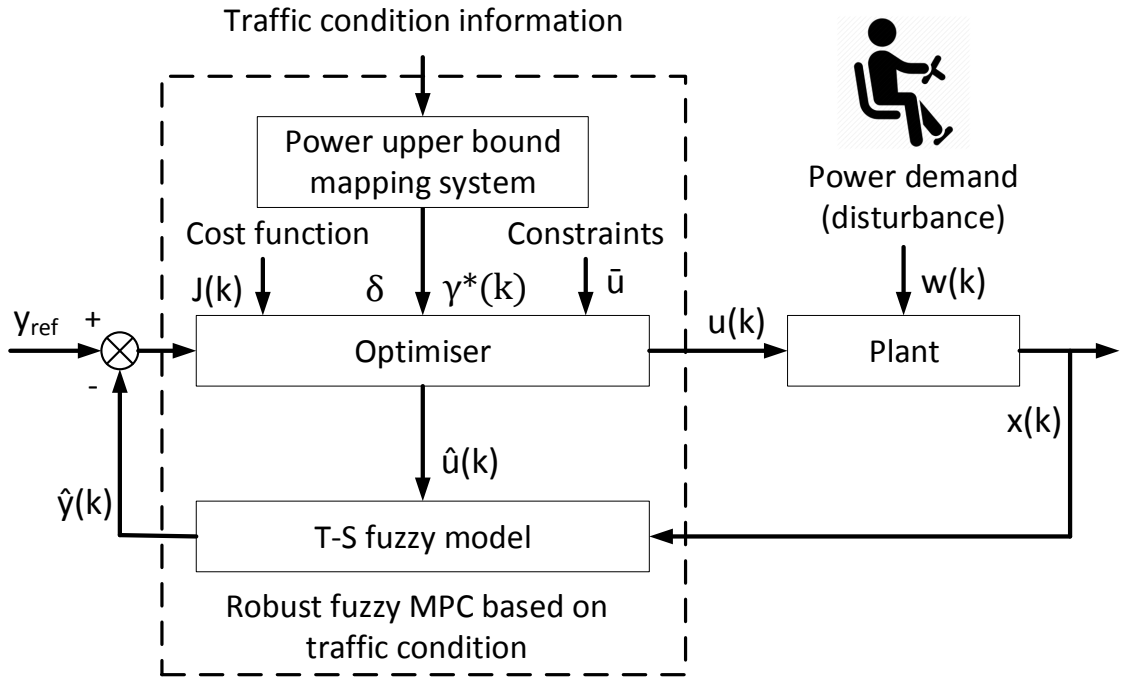 Traffic condition information
Power upper bound
mapping system
Power demand
(disturbance)
Cost function
Constraints
J(k)
δ
γ*(k)
ū
w(k)
y_ref
+
-
Optimiser
u(k)
Plant
x(k)
û(k)
ŷ(k)
T-S fuzzy model
Robust fuzzy MPC based on
traffic condition